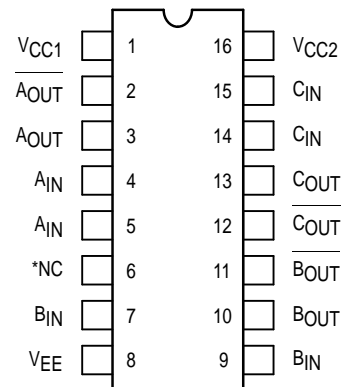 VCC1 1 16 VCC2
AOUT 2 15 CIN
AOUT 3 14 CIN
AIN 4 13 COUT
AIN 5 12 COUT
*NC 6 11 BOUT
BIN 7 10 BOUT
VEE 8 9 BIN